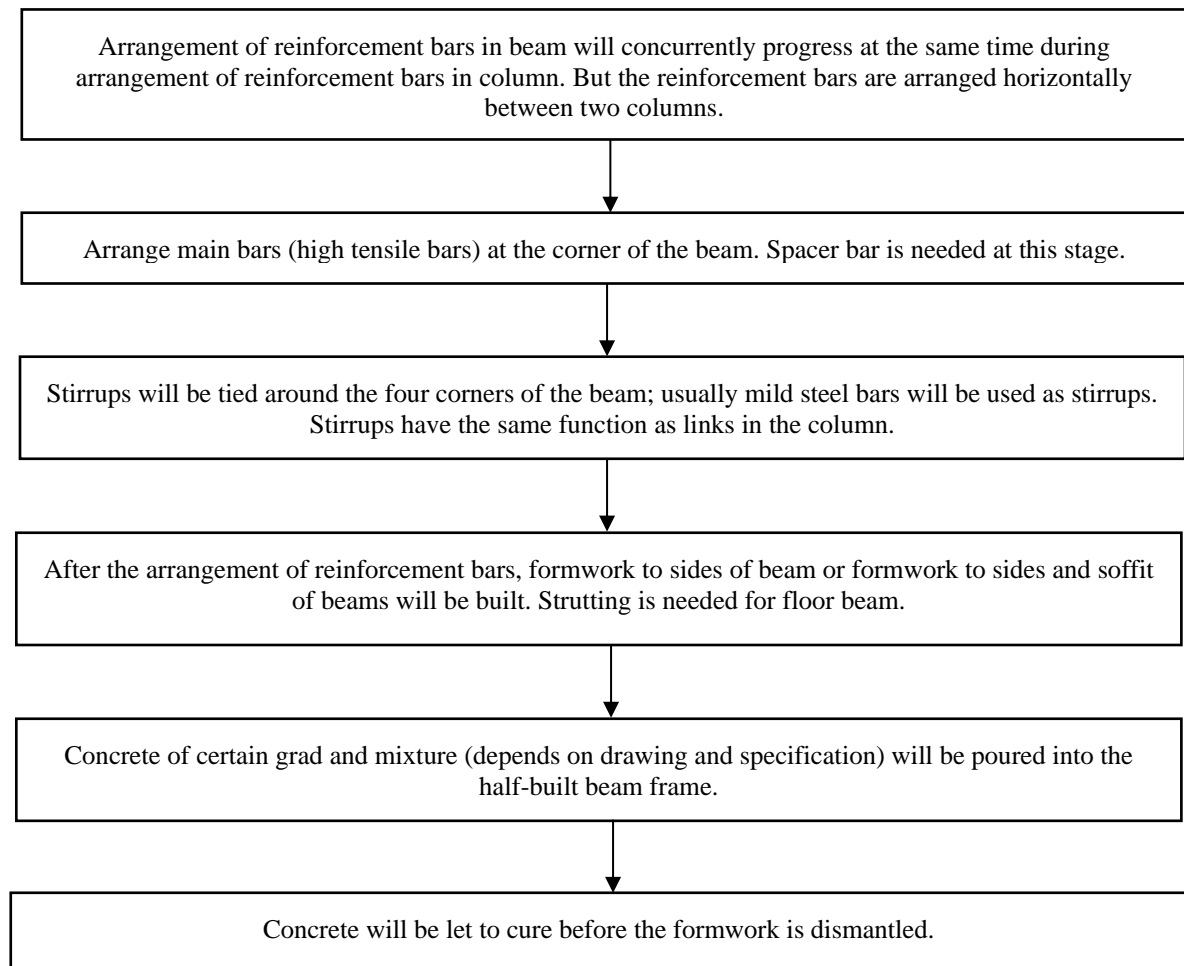 Arrangement of reinforcement bars in beam will concurrently progress at the same time during
arrangement of reinforcement bars in column. But the reinforcement bars are arranged horizontally
between two columns.
Arrange main bars (high tensile bars) at the corner of the beam. Spacer bar is needed at this stage.
Stirrups will be tied around the four corners of the beam; usually mild steel bars will be used as stirrups.
Stirrups have the same function as links in the column.
After the arrangement of reinforcement bars, formwork to sides of beam or formwork to sides and soffit
of beams will be built. Strutting is needed for floor beam.
Concrete of certain grad and mixture (depends on drawing and specification) will be poured into the
half-built beam frame.
Concrete will be let to cure before the formwork is dismantled.